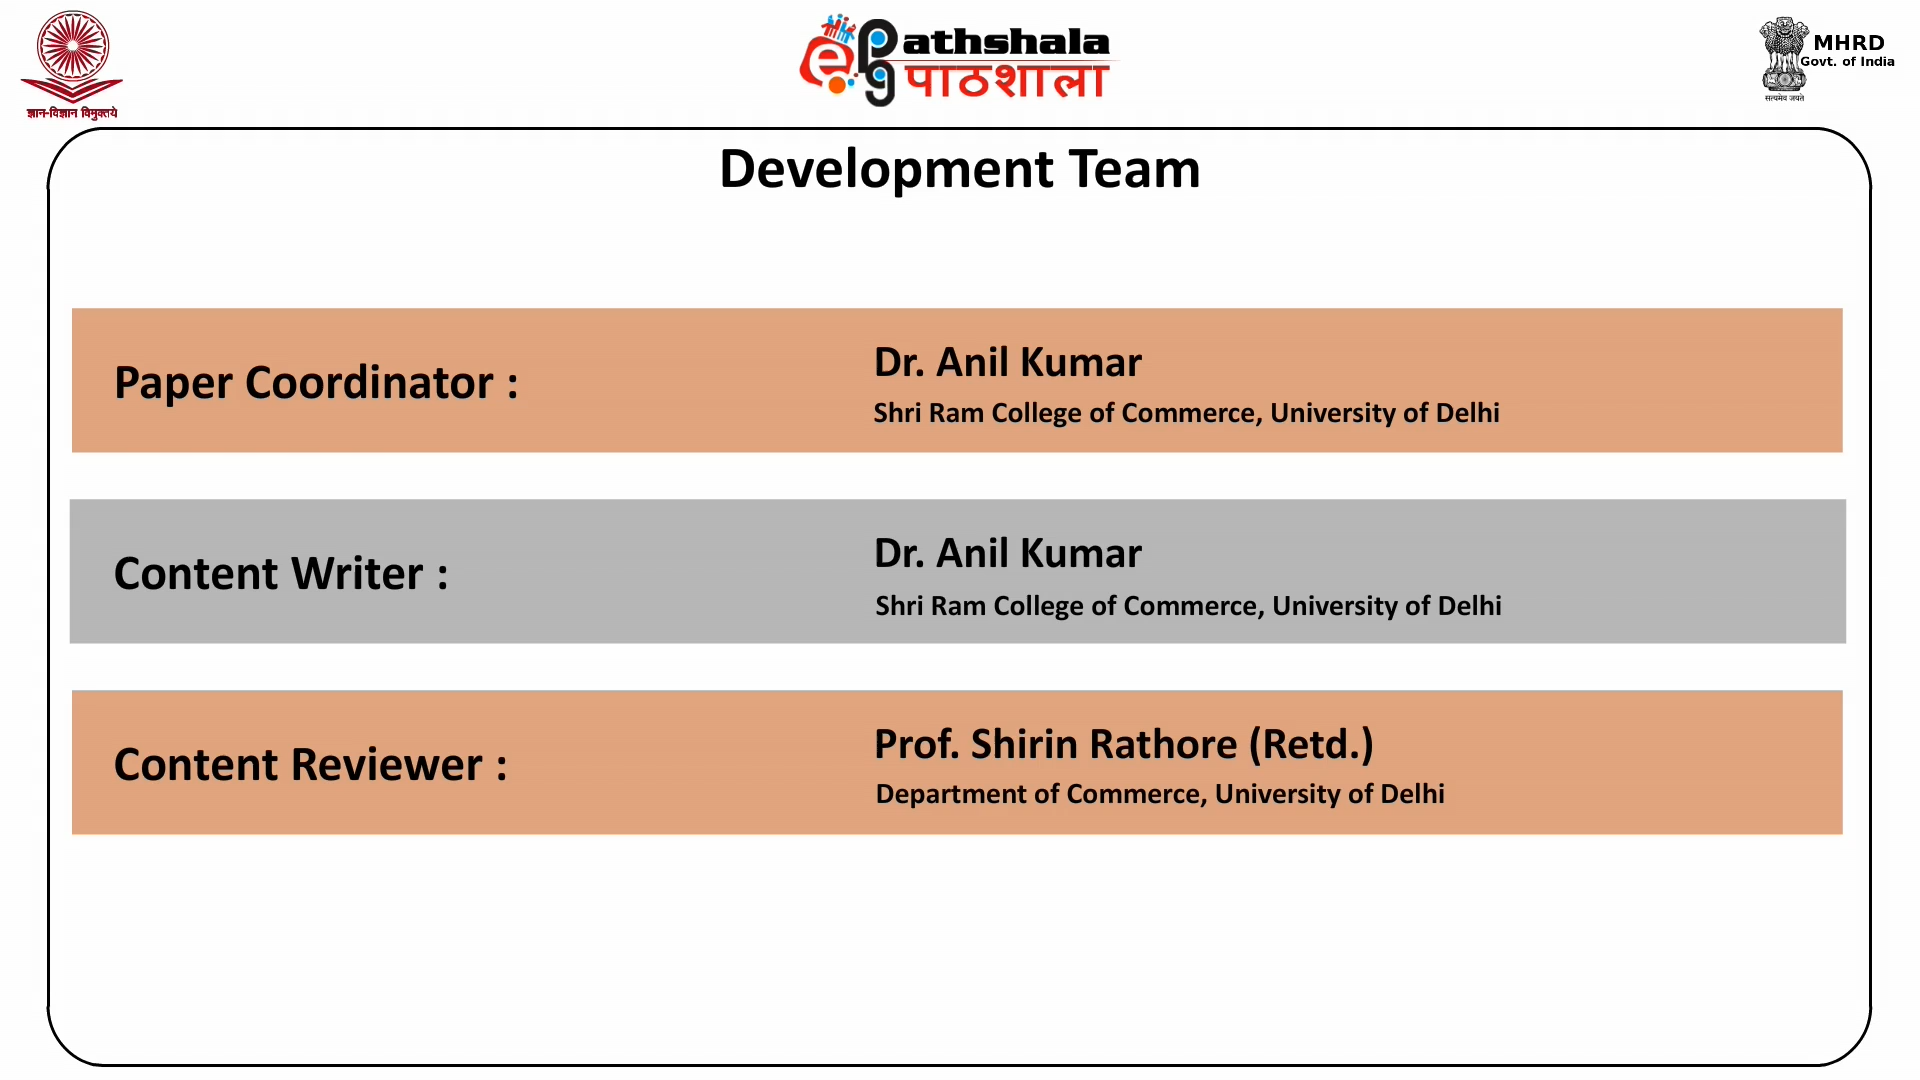 ज्ञान-विज्ञान विमुक्तये
e pg athshala
पाठशाला
MHRD
Govt. of India
सत्यमेव जयते
Development Team
Paper Coordinator :
Dr. Anil Kumar
Shri Ram College of Commerce, University of Delhi
Content Writer :
Dr. Anil Kumar
Shri Ram College of Commerce, University of Delhi
Content Reviewer :
Prof. Shirin Rathore (Retd.)
Department of Commerce, University of Delhi